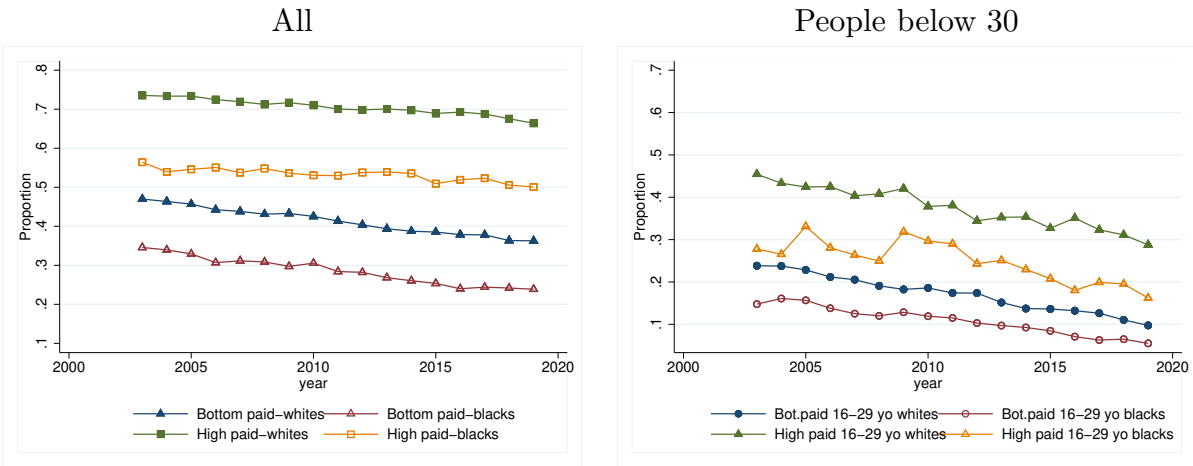 All
Proportion
.8
.7
.6
.5
.4
.3
.2
.1
2000 2005 2010 2015 2020
year
Bottom paid−whites Bottom paid−blacks
High paid−whites High paid−blacks
People below 30
Proportion
.7
.6
.5
.4
.3
.2
.1
2000 2005 2010 2015 2020
year
Bot.paid 16−29 yo whites Bot.paid 16−29 yo blacks
High paid 16−29 yo whites High paid 16−29 yo blacks